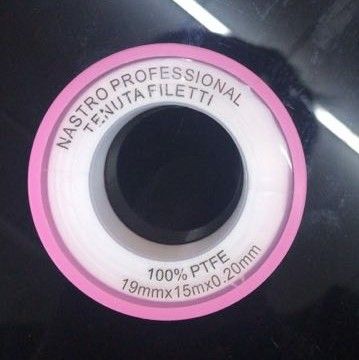 NASTRO PROFESSIONAL
TENUTA FILETTI
100% PTFE
19mmx15mx0.20mm